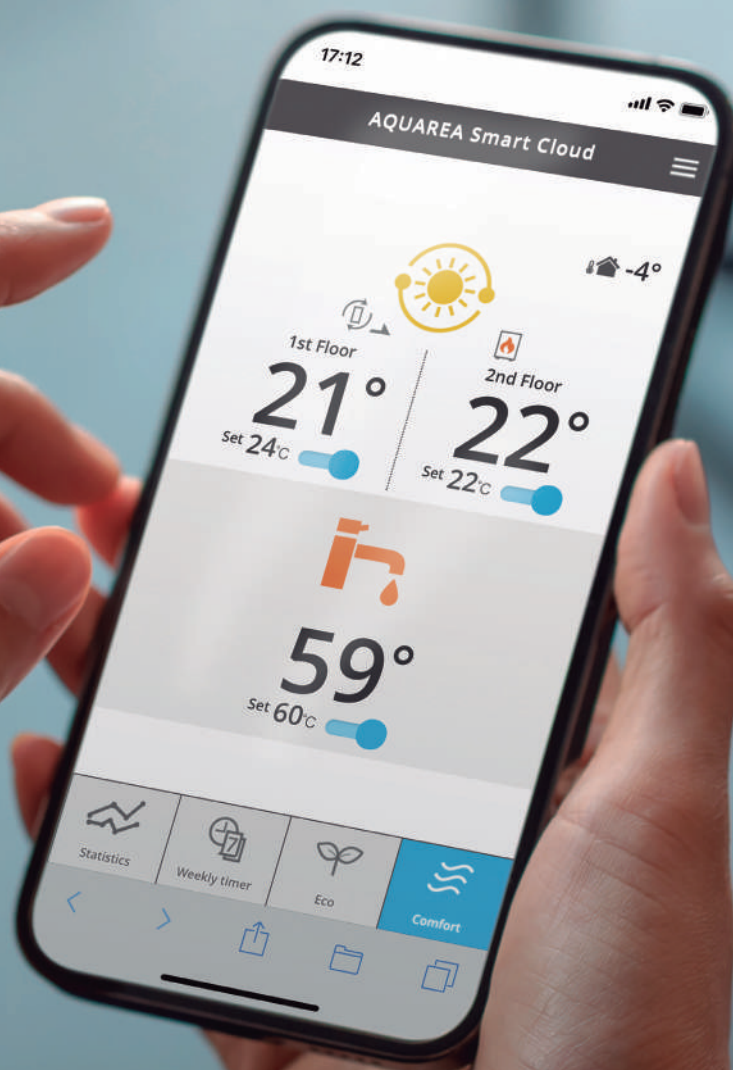 17:12
AQUAREA Smart Cloud
-4°
1st Floor
21°
Set 24°C
2nd Floor
22°
Set 22°C
59°
Set 60°C
Statistics
7
Weekly timer
Eco
Comfort